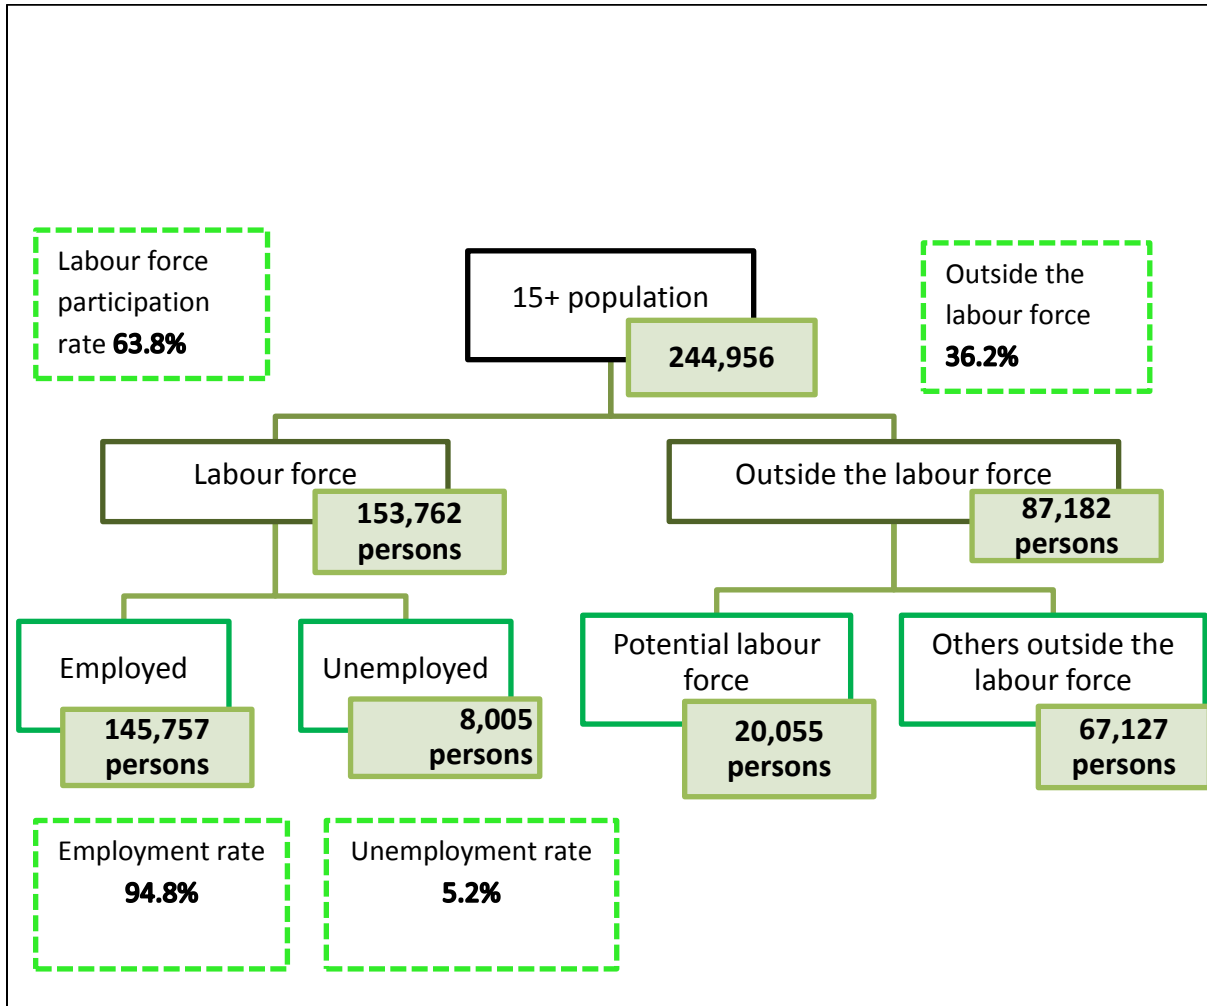 Labour force
participation
rate 63.8%
15+ population
244,956
Outside the
labour force
36.2%
Labour force
153,762
persons
Outside the labour force
87,182
persons
Employed
145,757
persons
Unemployed
8,005
persons
Potential labour
force
20,055
persons
Others outside the
labour force
67,127
persons
Employment rate
94.8%
Unemployment rate
5.2%